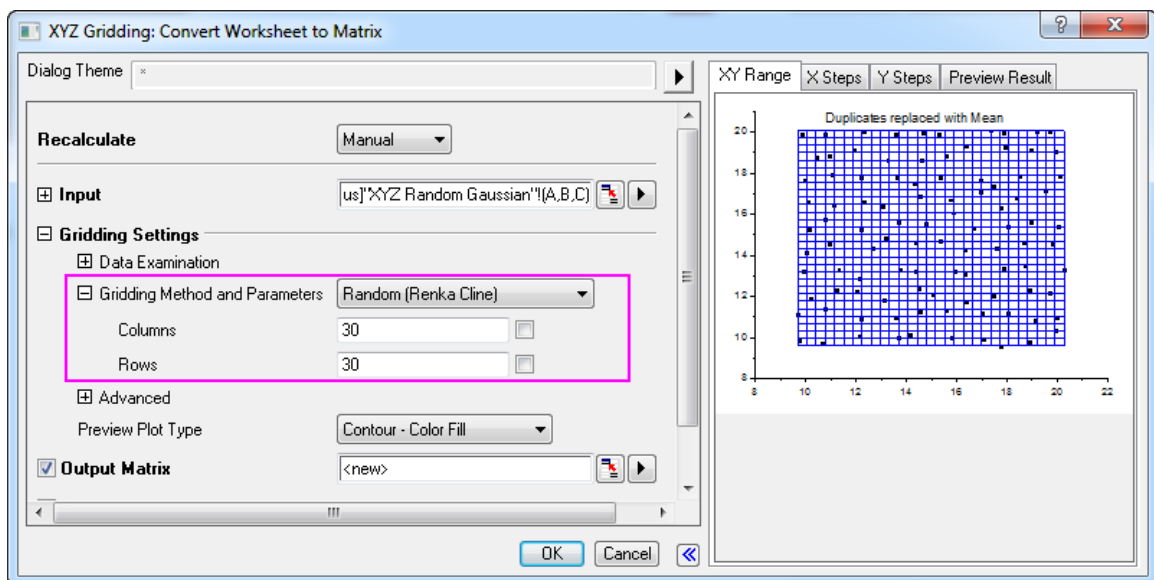 XYZ Gridding: Convert Worksheet to Matrix
Dialog Theme *
Recalculate Manual
Input us]"XYZ Random Gaussian"!(A,B,C)
Gridding Settings
Data Examination
Gridding Method and Parameters Random (Renka Cline)
Columns 30
Rows 30
Advanced
Preview Plot Type Contour - Color Fill
Output Matrix <new>
OK Cancel
XY Range X Steps Y Steps Preview Result
Duplicates replaced with Mean
20
18
16
14
12
10
8
8 10 12 14 16 18 20 22